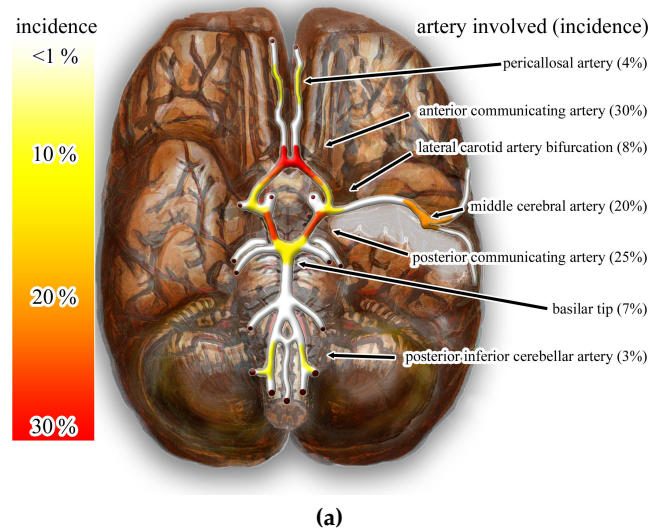 incidence
<1 %
10 %
20 %
30 %
artery involved (incidence)
pericallosal artery (4%)
anterior communicating artery (30%)
lateral carotid artery bifurcation (8%)
middle cerebral artery (20%)
posterior communicating artery (25%)
basilar tip (7%)
posterior inferior cerebellar artery (3%)
(a)